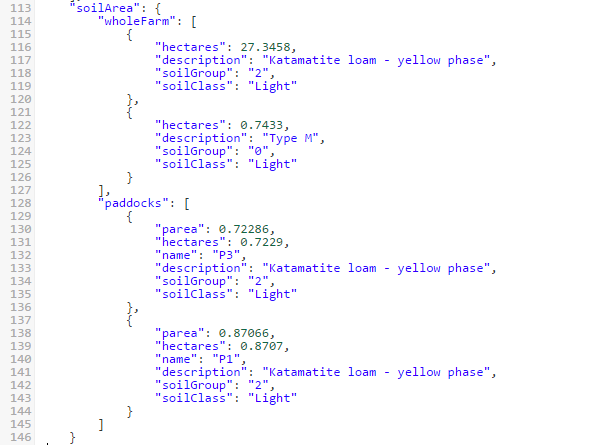 113 "soilArea": {
114 "wholeFarm": [
115 {
116 "hectares": 27.3458,
117 "description": "Katamatite loam - yellow phase",
118 "soilGroup": "2",
119 "soilClass": "Light"
120 },
121 {
122 "hectares": 0.7433,
123 "description": "Type M",
124 "soilGroup": "0",
125 "soilClass": "Light"
126 }
127 ],
128 "paddocks": [
129 {
130 "parea": 0.72286,
131 "hectares": 0.7229,
132 "name": "P3",
133 "description": "Katamatite loam - yellow phase",
134 "soilGroup": "2",
135 "soilClass": "Light"
136 },
137 {
138 "parea": 0.87066,
139 "hectares": 0.8707,
140 "name": "P1",
141 "description": "Katamatite loam - yellow phase",
142 "soilGroup": "2",
143 "soilClass": "Light"
144 }
145 ]
146 }